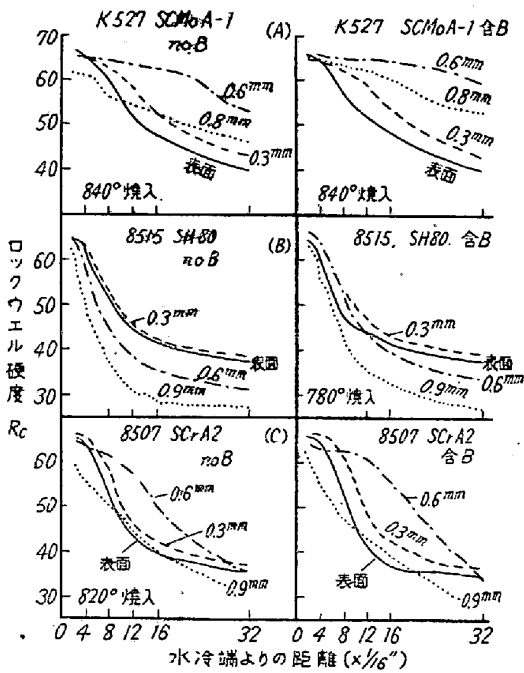 K527 SCMoA-1
no B
(A)
K527 SCMoA-1 含B
70
60
50
40
0.6mm
0.8mm
0.3mm
表面
840°焼入
0.6mm
0.8mm
0.3mm
表面
840°焼入
8515 SH80
no B
(B)
8515. SH80. 含B
60
50
40
30
0.3mm
表面
0.6mm
0.9mm
0.3mm
表面
0.6mm
0.9mm
780°焼入
ロックウエル硬度
Rc
8507 SCrA2
no B
(C)
8507 SCrA2
含B
60
50
40
30
0.6mm
0.3mm
表面
0.9mm
820°焼入
0.6mm
0.3mm
表面
0.9mm
0 4 8 12 16 32
0 4 8 12 16 32
水冷端よりの距離(×1/16")